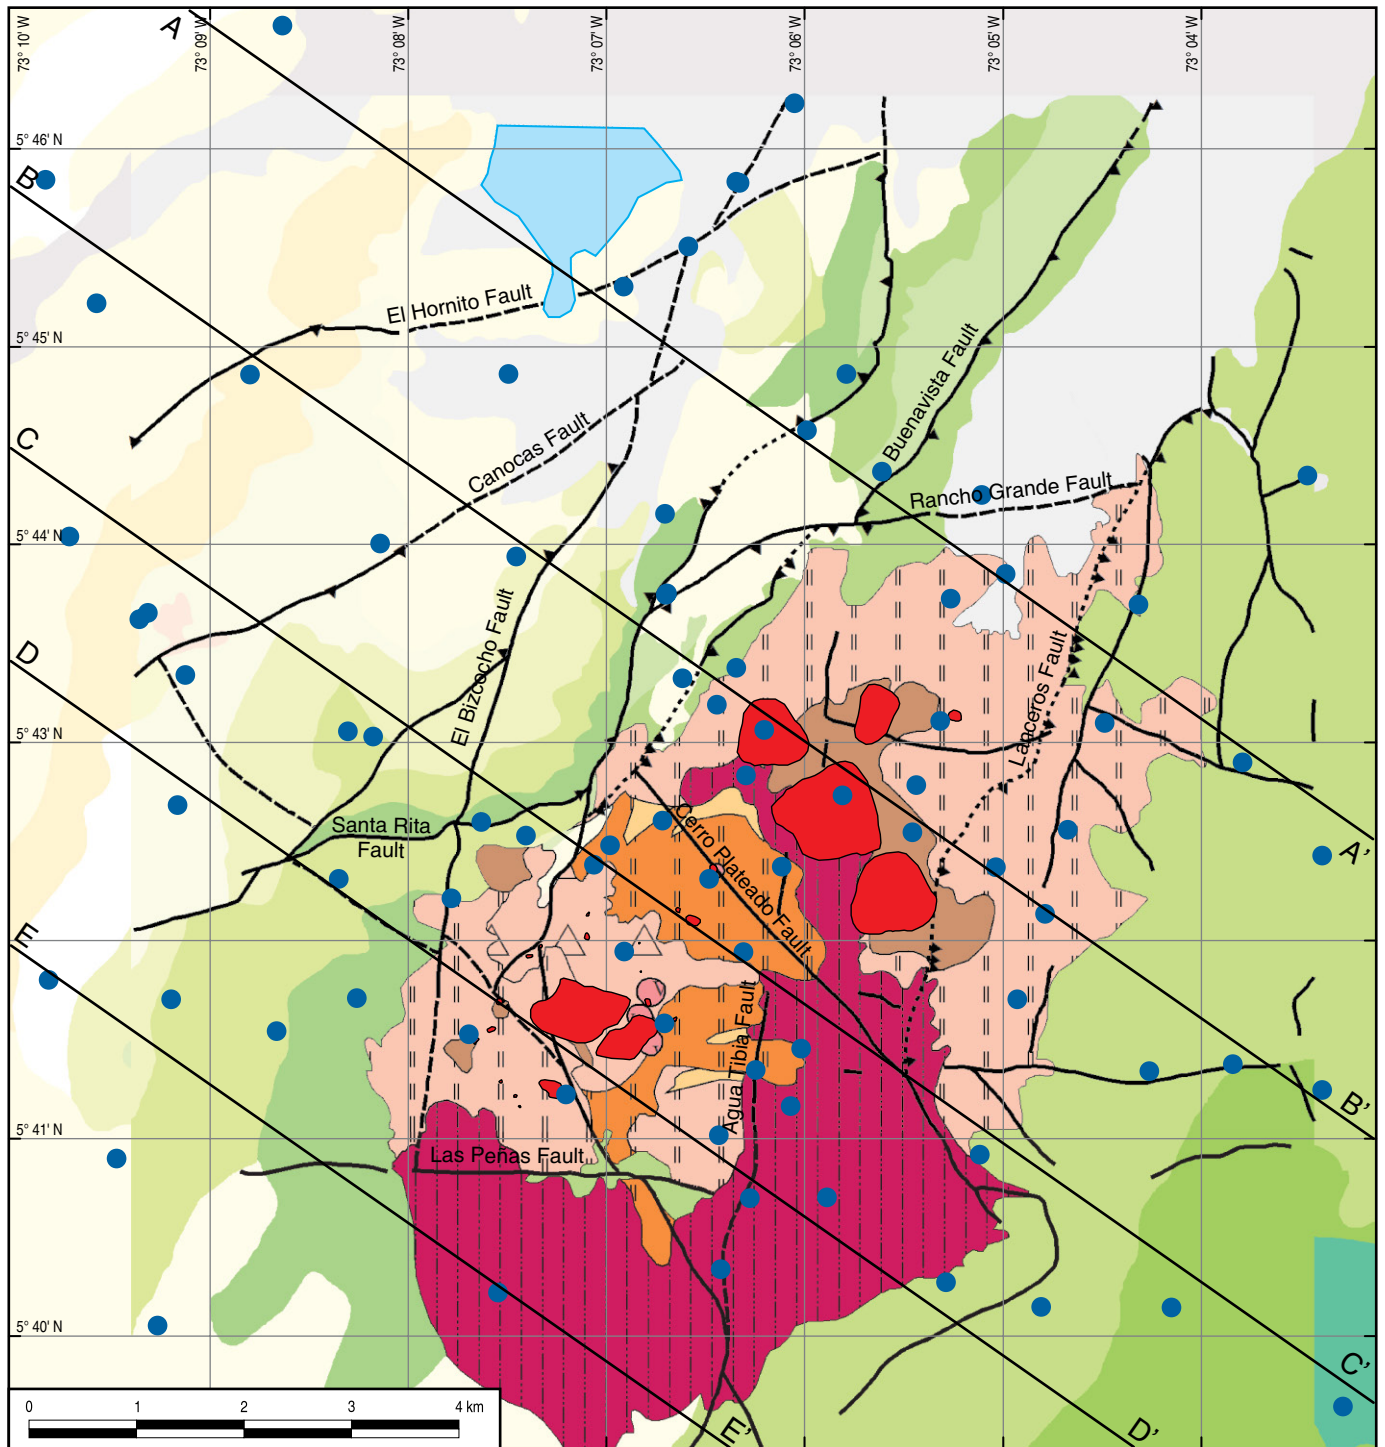 73° 10' W
73° 09' W
73° 08' W
73° 07' W
73° 06' W
73° 05' W
73° 04' W
A
5° 46' N
B
El Hornito Fault
5° 45' N
Buenavista Fault
C
Canocas Fault
Rancho Grande Fault
5° 44' N
El Bizcocho Fault
D
Lanceros Fault
5° 43' N
Santa Rita
Fault
Cerro Plateado Fault
A’
E
Agua Tibia Fault
B’
5° 41' N
Las Peñas Fault
5° 40' N
C’
0 1 2 3 4 km
E’
D’